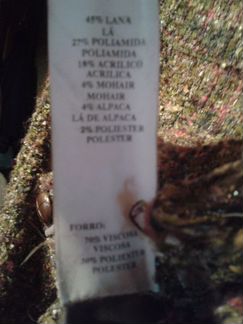 45% LANA
LÃ
27% POLIAMIDA
POLIAMIDA
18% ACRILICO
ACRILICA
4% MOHAIR
MOHAIR
4% ALPACA
LÃ DE ALPACA
2% POLIESTER
POLIESTER
FORRO:
70% VISCOSA
VISCOSA
30% POLIESTER
POLIESTER